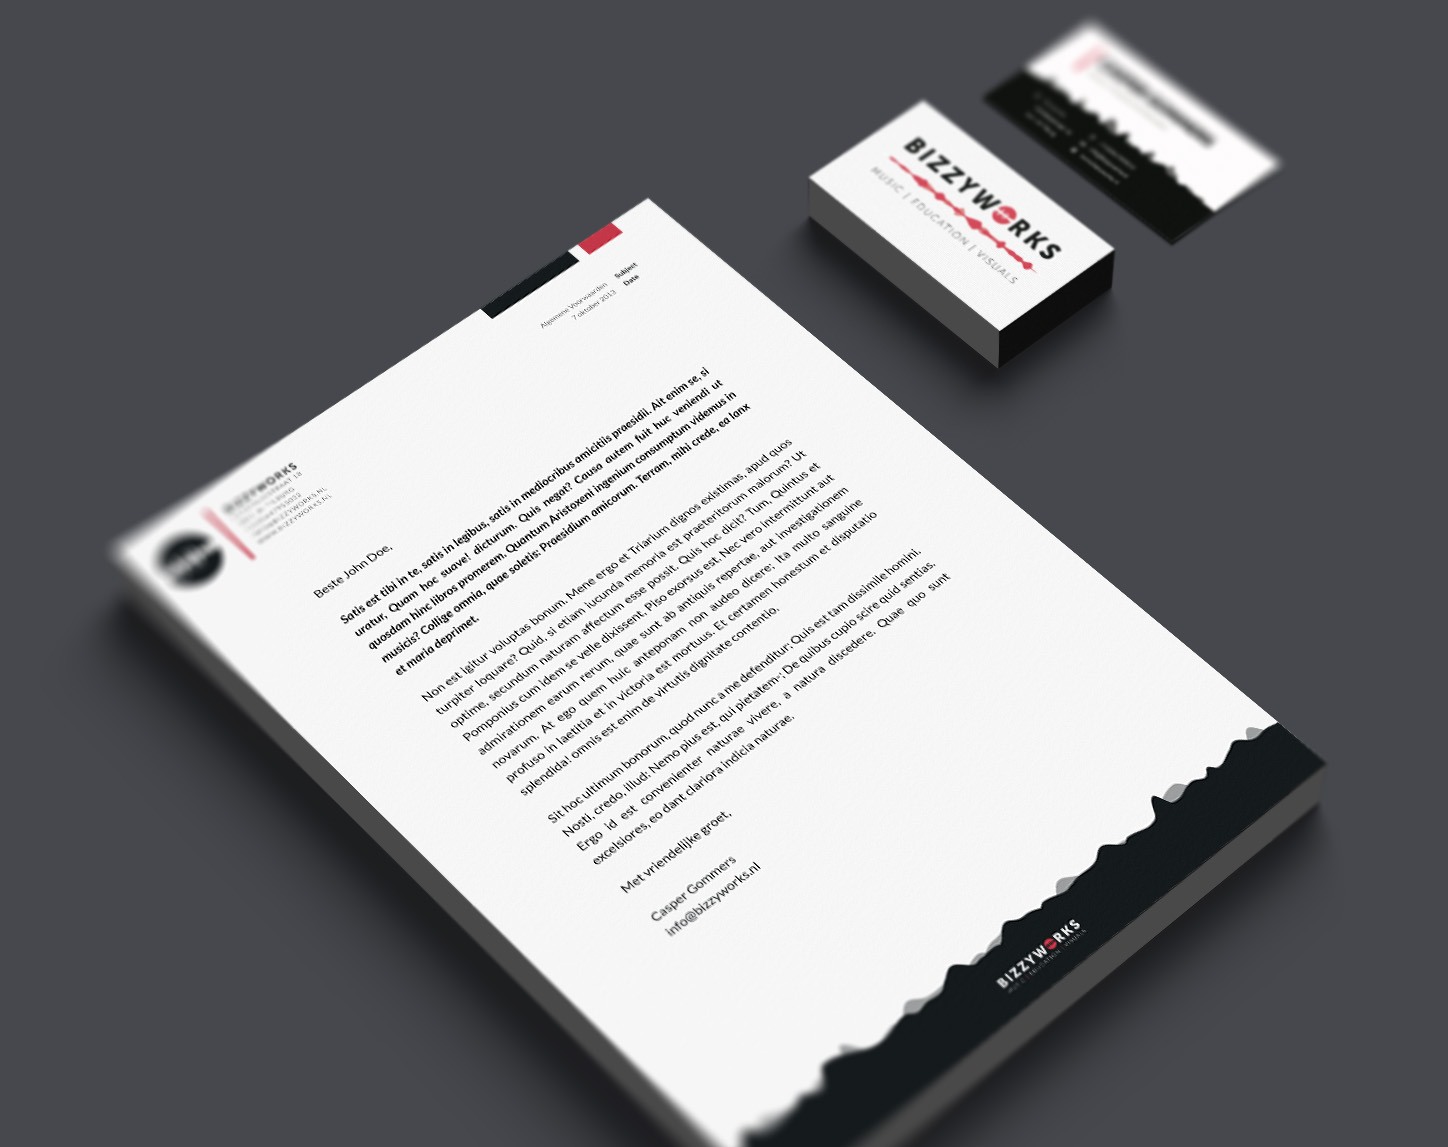 BIZZYWORKS
MUSIC | EDUCATION | VISUALS
Subject
Algemene Voorwaarden
Date
7 oktober 2013
BIZZYWORKS
INFO@BIZZYWORKS.NL
WWW.BIZZYWORKS.NL
Beste John Doe,
Satis est tibi in te, satis in legibus, satis in mediocribus amicitiis praesidii. Ait enim se, si
uratur, Quam hoc suave! dicturum. Quis negat? Causa autem fuit huc veniendi ut
quosdam hinc libros promerem. Quantum Aristoxeni ingenium consumptum videmus in
musicis? Collige omnia, quae soletis: Praesidium amicorum. Terram, mihi crede, ea lanx
et maria deprimet.
Non est igitur voluptas bonum. Mene ergo et Triarium dignos existimas, apud quos
turpiter loquare? Quid, si etiam iucunda memoria est praeteritorum malorum? Ut
optime, secundum naturam affectum esse possit. Quis hoc dicit? Tum, Quintus et
Pomponius cum idem se velle dixissent, Piso exorsus est. Nec vero intermittunt aut
admirationem earum rerum, quae sunt ab antiquis repertae, aut investigationem
novarum. At ego quem huic anteponam non audeo dicere; Ita multo sanguine
profuso in laetitia et in victoria est mortuus. Et certamen honestum et disputatio
splendida! omnis est enim de virtutis dignitate contentio.
Sit hoc ultimum bonorum, quod nunc a me defenditur; Quis est tam dissimile homini.
Nosti, credo, illud: Nemo pius est, qui pietatem-; De quibus cupio scire quid sentias.
Ergo id est convenienter naturae vivere, a natura discedere. Quae quo sunt
excelsiores, eo dant clariora indicia naturae.
Met vriendelijke groet,
Casper Gommers
info@bizzyworks.nl
BIZZYWORKS